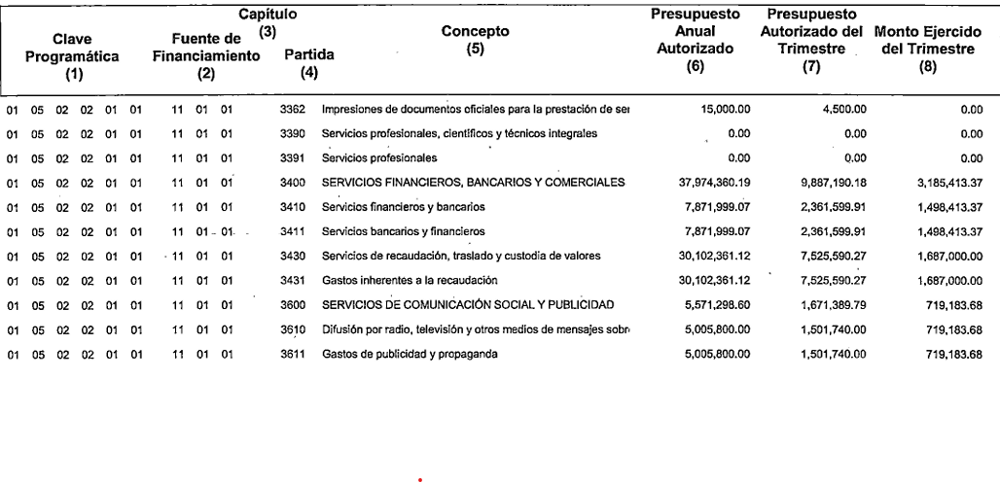 Clave Programática (1) Fuente de Financiamiento (2) Capítulo (3) Partida (4) Concepto (5) Presupuesto Anual Autorizado (6) Presupuesto Autorizado del Trimestre (7) Monto Ejercido del Trimestre (8)
01 05 02 02 01 01 11 01 01 3362 Impresiones de documentos oficiales para la prestación de ser 15,000.00 4,500.00 0.00
01 05 02 02 01 01 11 01 01 3390 Servicios profesionales, científicos y técnicos integrales 0.00 0.00 0.00
01 05 02 02 01 01 11 01 01 3391 Servicios profesionales 0.00 0.00 0.00
01 05 02 02 01 01 11 01 01 3400 SERVICIOS FINANCIEROS, BANCARIOS Y COMERCIALES 37,974,360.19 9,887,190.18 3,185,413.37
01 05 02 02 01 01 11 01 01 3410 Servicios financieros y bancarios 7,871,999.07 2,361,599.91 1,498,413.37
01 05 02 02 01 01 11 01 01 3411 Servicios bancarios y financieros 7,871,999.07 2,361,599.91 1,498,413.37
01 05 02 02 01 01 11 01 01 3430 Servicios de recaudación, traslado y custodia de valores 30,102,361.12 7,525,590.27 1,687,000.00
01 05 02 02 01 01 11 01 01 3431 Gastos inherentes a la recaudación 30,102,361.12 7,525,590.27 1,687,000.00
01 05 02 02 01 01 11 01 01 3600 SERVICIOS DE COMUNICACIÓN SOCIAL Y PUBLICIDAD 5,571,298.60 1,671,389.79 719,183.68
01 05 02 02 01 01 11 01 01 3610 Difusión por radio, televisión y otros medios de mensajes sobr 5,005,800.00 1,501,740.00 719,183.68
01 05 02 02 01 01 11 01 01 3611 Gastos de publicidad y propaganda 5,005,800.00 1,501,740.00 719,183.68